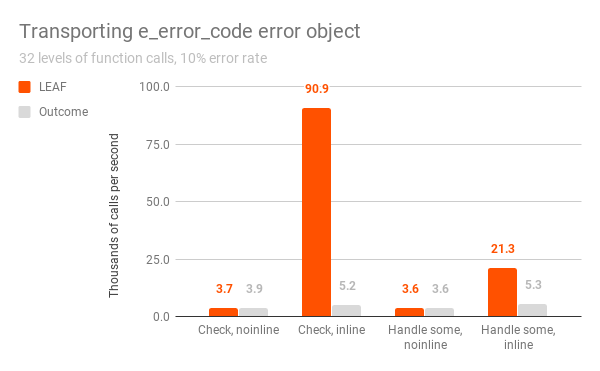 Transporting e_error_code error object
32 levels of function calls, 10% error rate
LEAF
Outcome
Thousands of calls per second
100.0
75.0
50.0
25.0
0.0
3.7
3.9
90.9
5.2
3.6
3.6
21.3
5.3
Check, noinline
Check, inline
Handle some,
noinline
Handle some,
inline